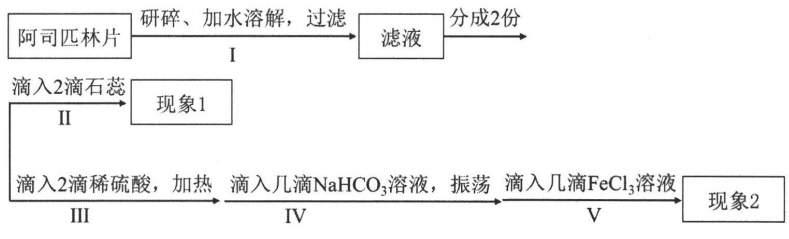 阿司匹林片 研碎、加水溶解，过滤 滤液 分成2份
I
滴入2滴石蕊 现象1
II
滴入2滴稀硫酸，加热 滴入几滴NaHCO₃溶液，振荡 滴入几滴FeCl₃溶液 现象2
III IV V